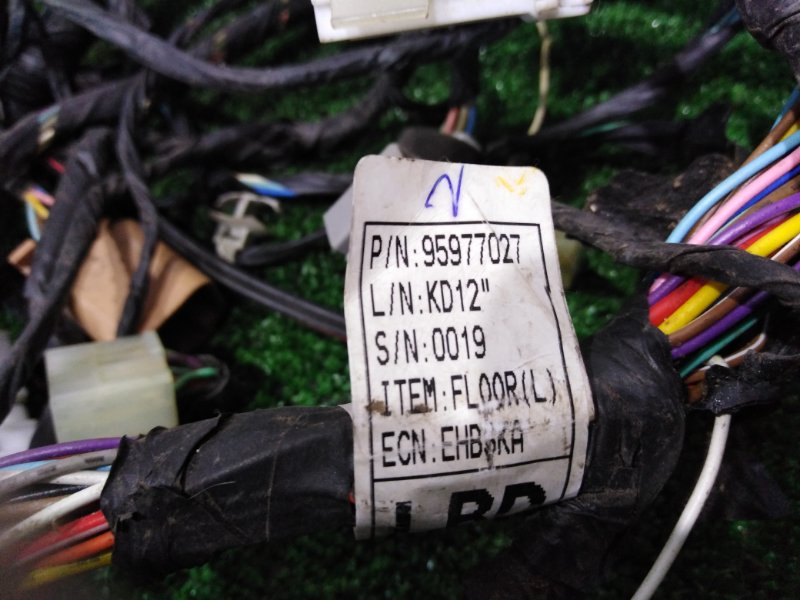 P/N:95977027
L/N:KD12"
S/N:0019
ITEM:FLOOR(L)